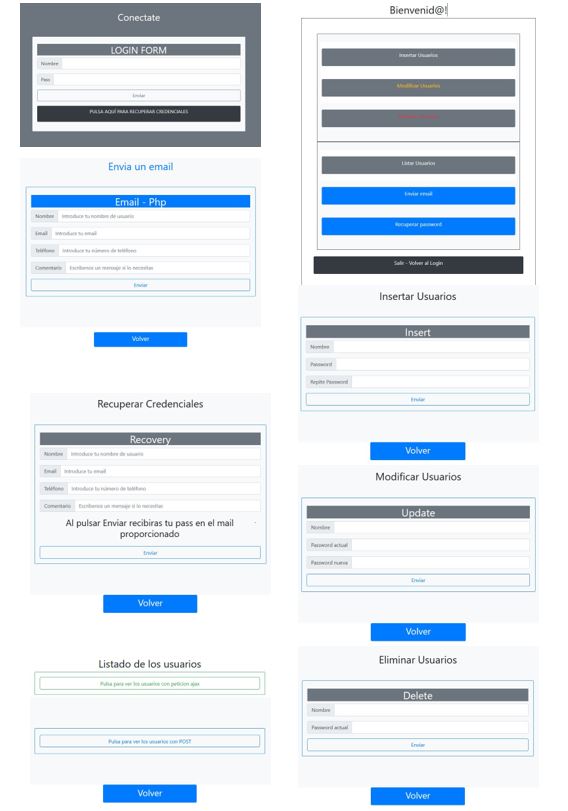 Conectate
LOGIN FORM
Nombre
Pass
Enviar
PULSA AQUÍ PARA RECUPERAR CREDENCIALES
Envia un email
Email - Php
Nombre Introduce tu nombre de usuario
Email Introduce tu email
Teléfono Introduce tu número de teléfono
Comentario Escríbenos un mensaje si lo necesitas
Enviar
Volver
Recuperar Credenciales
Recovery
Nombre Introduce tu nombre de usuario
Email Introduce tu email
Teléfono Introduce tu número de teléfono
Comentario Escríbenos un mensaje si lo necesitas
Al pulsar Enviar recibiras tu pass en el mail
proporcionado
Enviar
Volver
Listado de los usuarios
Pulsa para ver los usuarios con peticion ajax
Pulsa para ver los usuarios con POST
Volver
Bienvenid@!
Insertar Usuarios
Modificar Usuarios
Usuarios
Listar Usuarios
Enviar email
Recuperar password
Salir - Volver al Login
Insertar Usuarios
Insert
Nombre
Password
Repite Password
Enviar
Volver
Modificar Usuarios
Update
Nombre
Password actual
Password nueva
Enviar
Volver
Eliminar Usuarios
Delete
Nombre
Password actual
Enviar
Volver